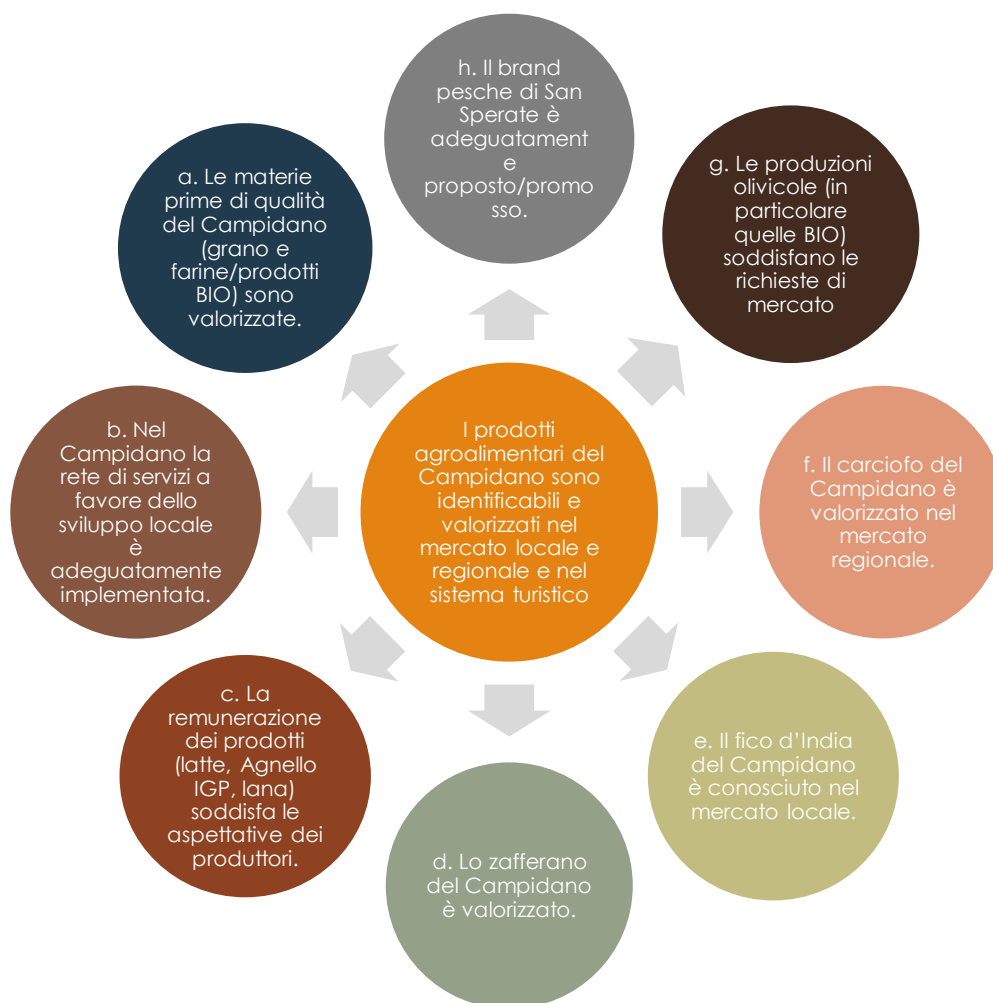 h. Il brand
pesche di San
Sperate è
adeguatament
e
proposto/promo
sso.
a. Le materie
prime di qualità
del Campidano
(grano e
farine/prodotti
BIO) sono
valorizzate.
g. Le produzioni
olivicole (in
particolare
quelle BIO)
soddisfano le
richieste di
mercato
b. Nel
Campidano la
rete di servizi a
favore dello
sviluppo locale
è
adeguatamente
implementata.
I prodotti
agroalimentari del
Campidano sono
identificabili e
valorizzati nel
mercato locale e
regionale e nel
sistema turistico
f. Il carciofo del
Campidano è
valorizzato nel
mercato
regionale.
c. La
remunerazione
dei prodotti
(latte, Agnello
IGP, lana)
soddisfa le
aspettative dei
produttori.
e. Il fico d’India
del Campidano
è conosciuto nel
mercato locale.
d. Lo zafferano
del Campidano
è valorizzato.